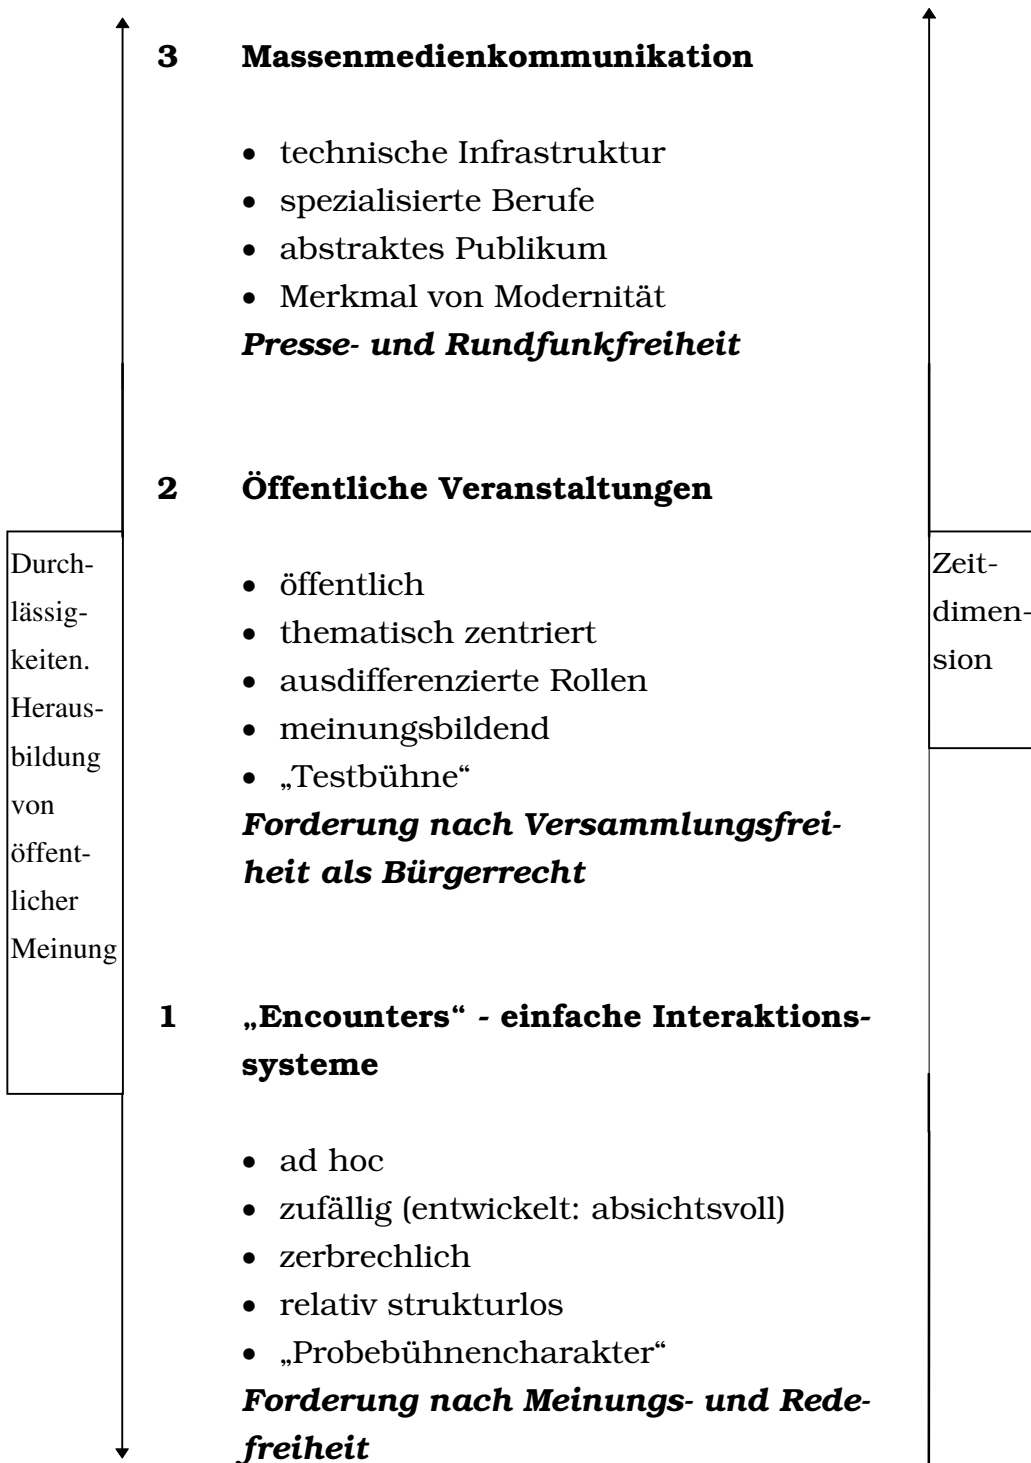 3 Massenmedienkommunikation
• technische Infrastruktur
• spezialisierte Berufe
• abstraktes Publikum
• Merkmal von Modernität
Presse- und Rundfunkfreiheit
2 Öffentliche Veranstaltungen
• öffentlich
• thematisch zentriert
• ausdifferenzierte Rollen
• meinungsbildend
• „Testbühne“
Forderung nach Versammlungsfrei-
heit als Bürgerrecht
1 „Encounters“ - einfache Interaktions-
systeme
• ad hoc
• zufällig (entwickelt: absichtsvoll)
• zerbrechlich
• relativ strukturlos
• „Probebühnencharakter“
Forderung nach Meinungs- und Rede-
freiheit
Durch-
lässig-
keiten.
Heraus-
bildung
von
öffent-
licher
Meinung
Zeit-
dimen-
sion